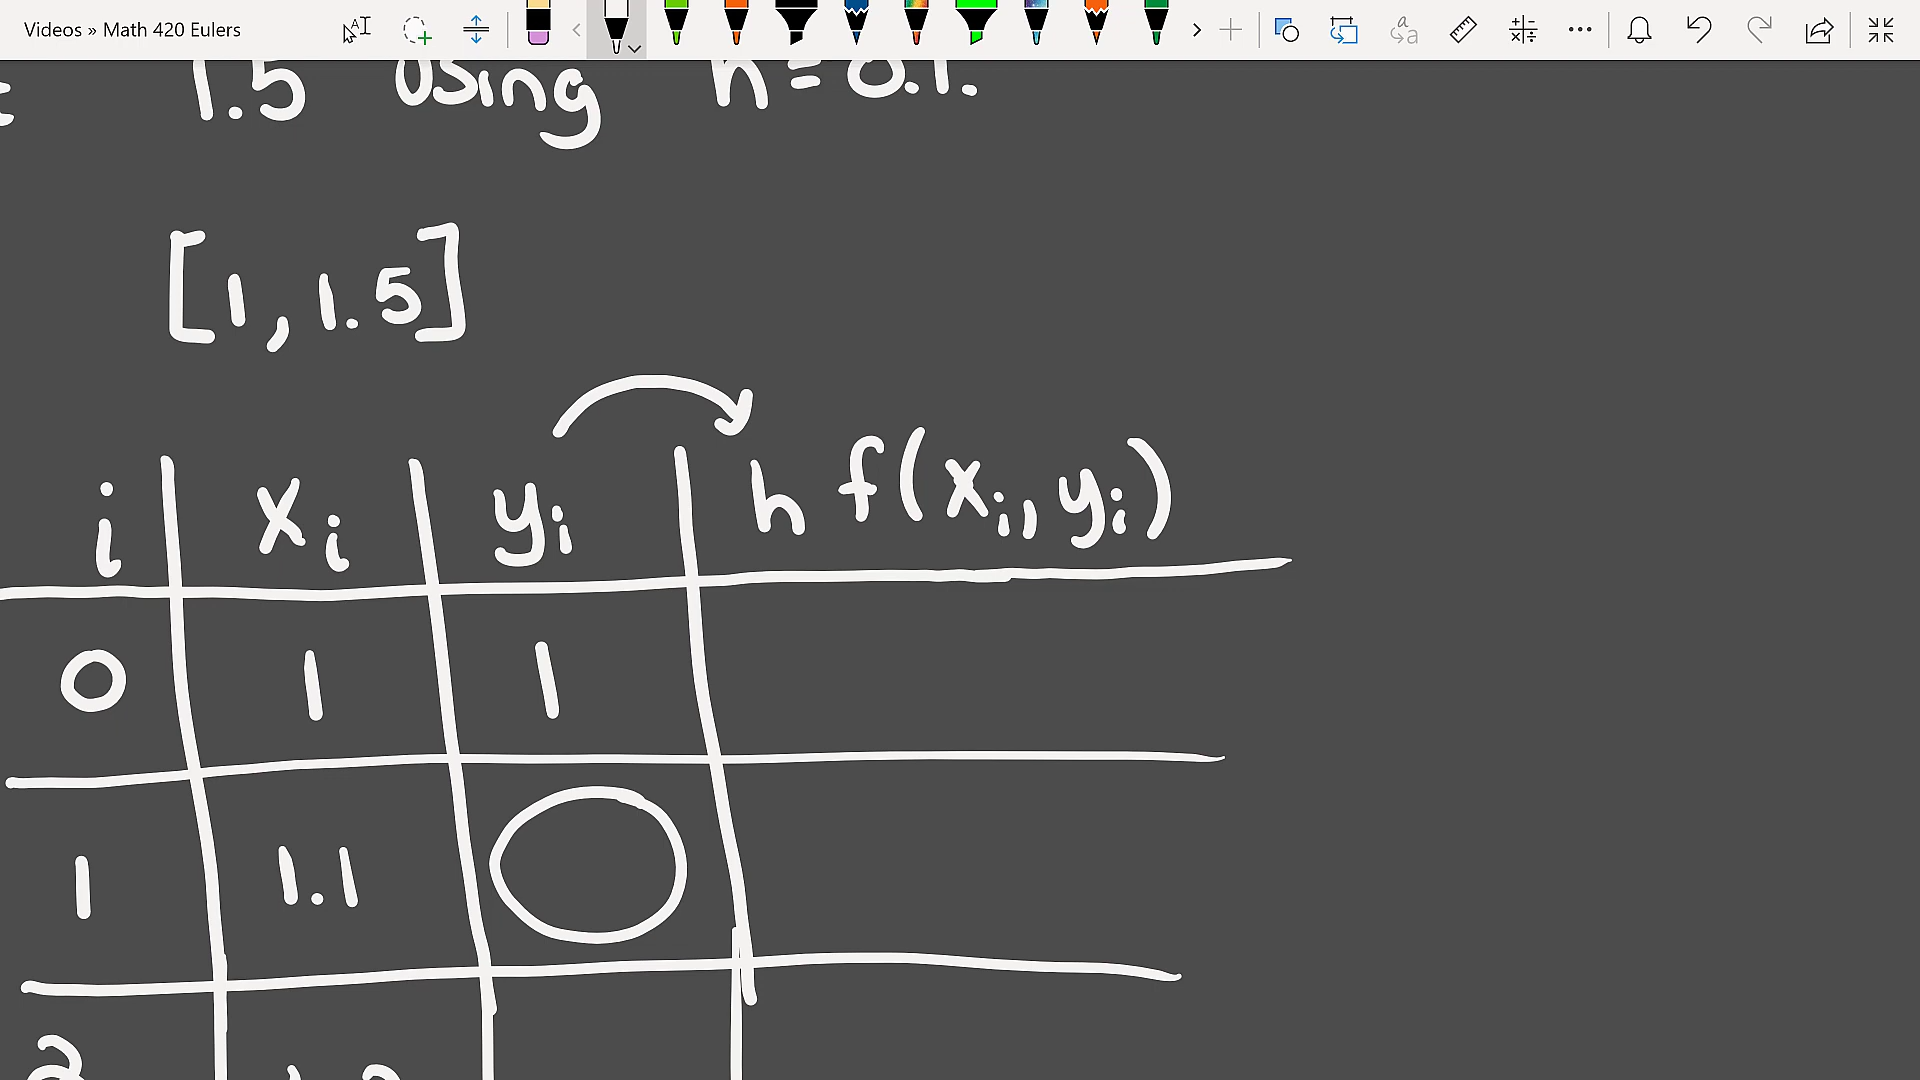 Videos » Math 420 Eulers
1.5 using h=0.1.
[1, 1.5]
i xi yi h f(xi, yi)
0 1 1
1 1.1
2